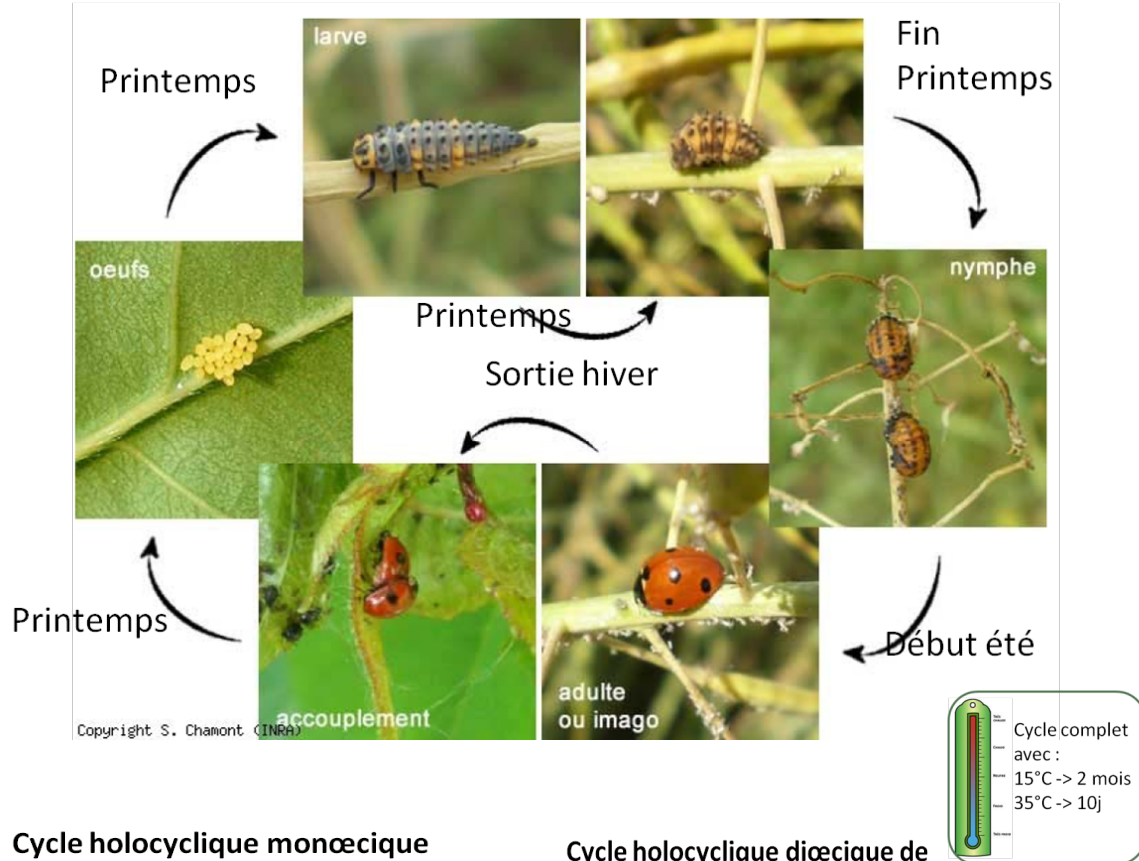 larve
Fin
Printemps
Printemps
oeufs
nymphe
Printemps
Sortie hiver
Printemps
Début été
adulte
ou imago
accouplement
Copyright S. Chamont (INRA)
Cycle complet
avec :
15°C -> 2 mois
35°C -> 10j
Cycle holocyclique monœcique
Cycle holocyclique diœcique de